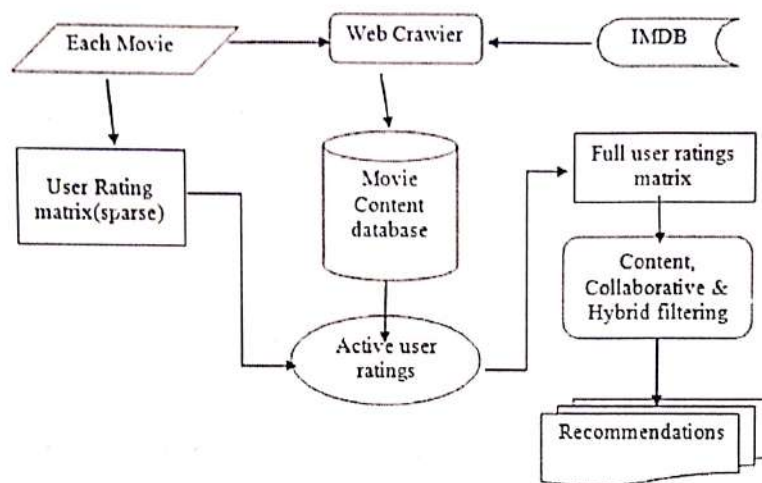 Each Movie
Web Crawier
IMDB
User Rating
matrix(sparse)
Movie
Content
database
Full user ratings
matrix
Content,
Collaborative &
Hybrid filtering
Active user
ratings
Recommendations